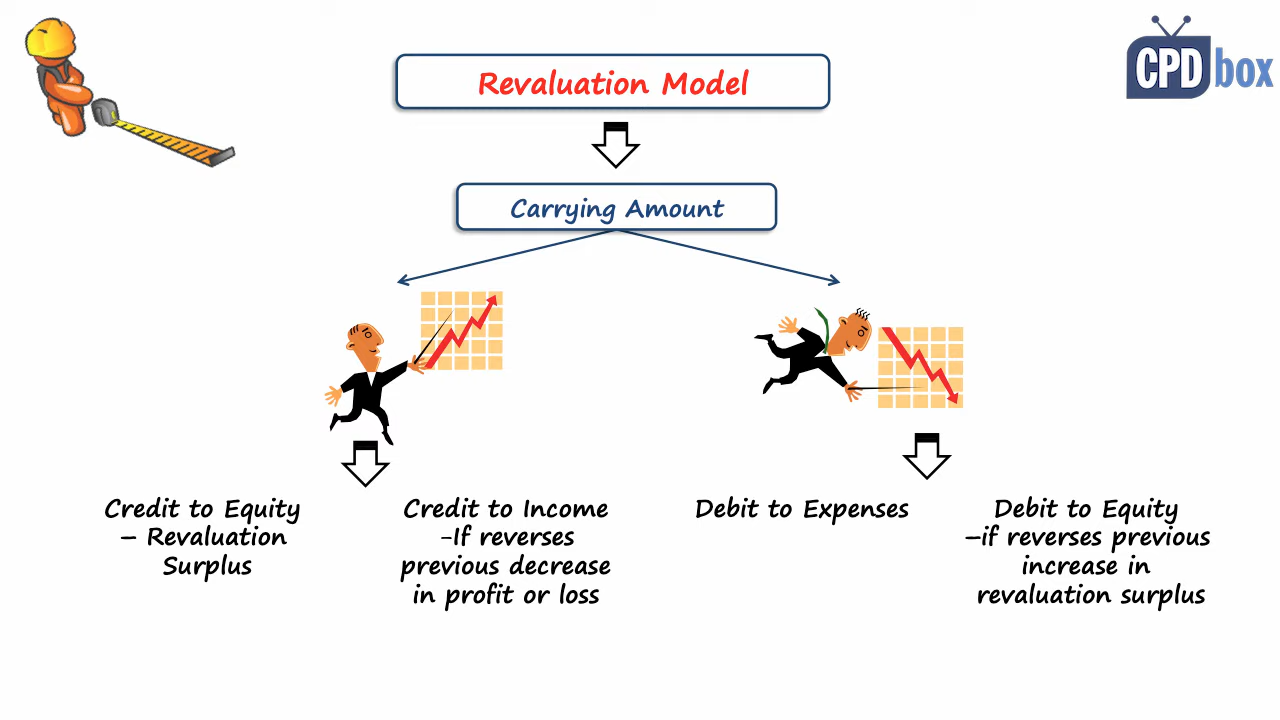 CPD box
Revaluation Model
Carrying Amount
Credit to Equity
– Revaluation
Surplus
Credit to Income
-If reverses
previous decrease
in profit or loss
Debit to Expenses
Debit to Equity
–if reverses previous
increase in
revaluation surplus